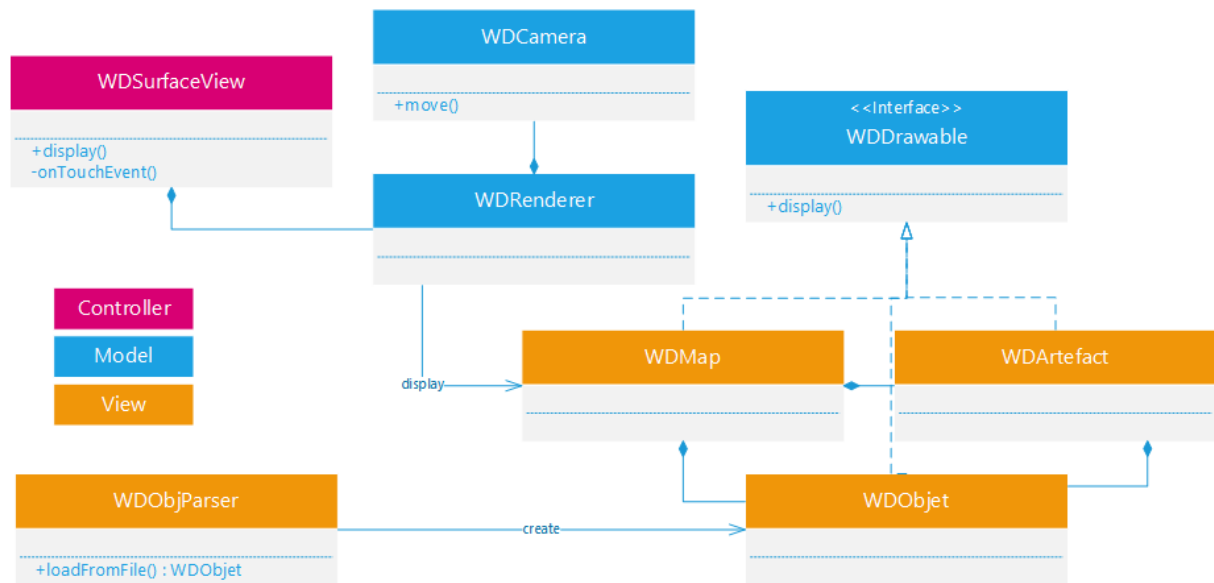 WDCamera
+move()
WDSurfaceView
+display()
-onTouchEvent()
<<Interface>>
WDDrawable
+display()
WDRenderer
Controller
Model
View
display
WDMap
WDArtefact
WDObjParser
+loadFromFile() : WDObjet
create
WDObjet